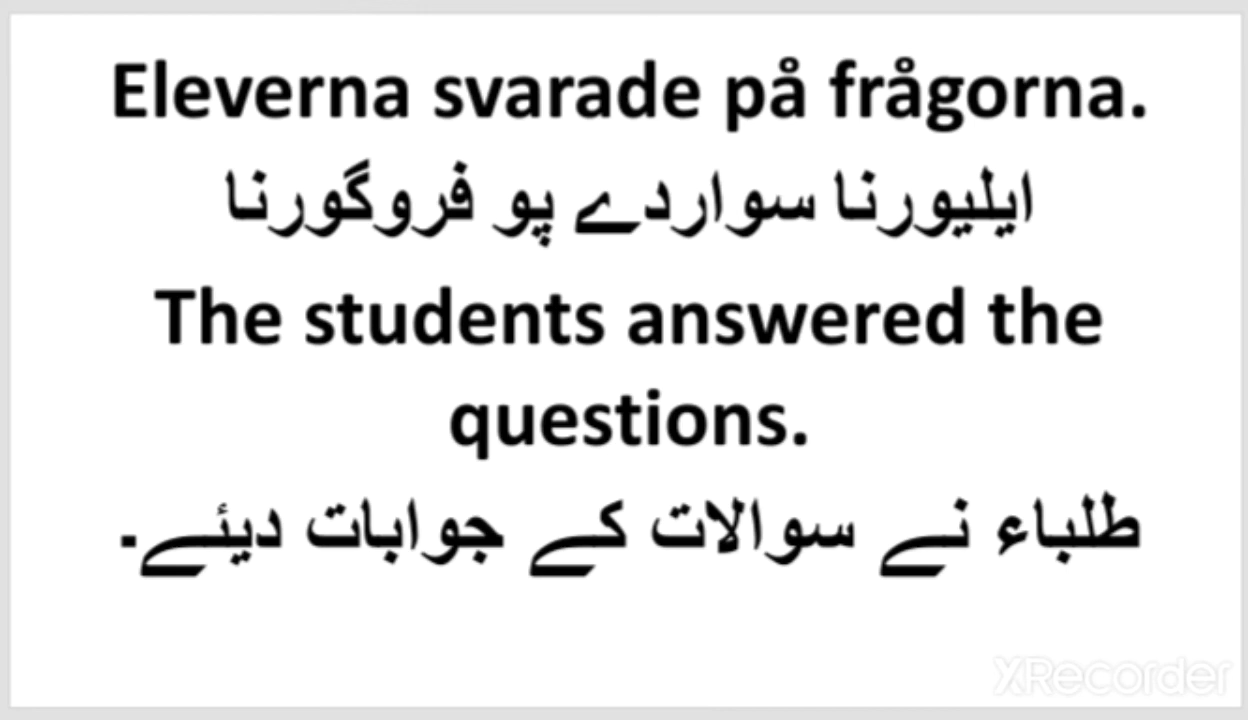 Eleverna svarade på frågorna.
ایلیورنا سواردے پو فروگورنا
The students answered the
questions.
طلباء نے سوالات کے جوابات دیئے۔
XRecorder